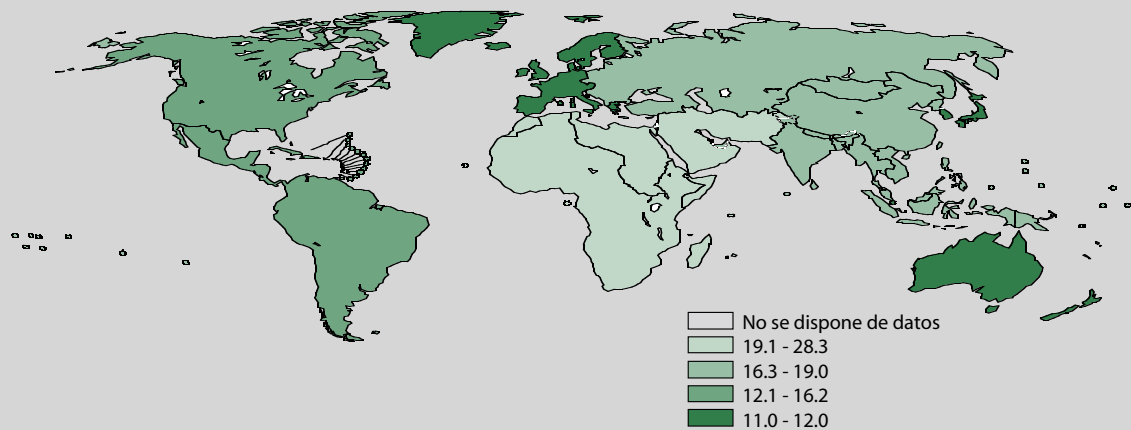 No se dispone de datos
19.1 - 28.3
16.3 - 19.0
12.1 - 16.2
11.0 - 12.0